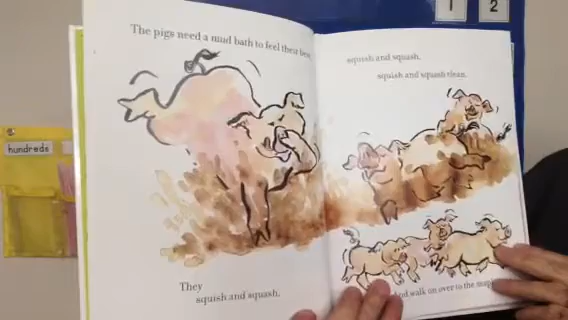 The pigs need a mud bath to feel their best
They
squish and squash,
squish and squash,
squish and squash clean.
and walk on over to the
hundreds
1
2